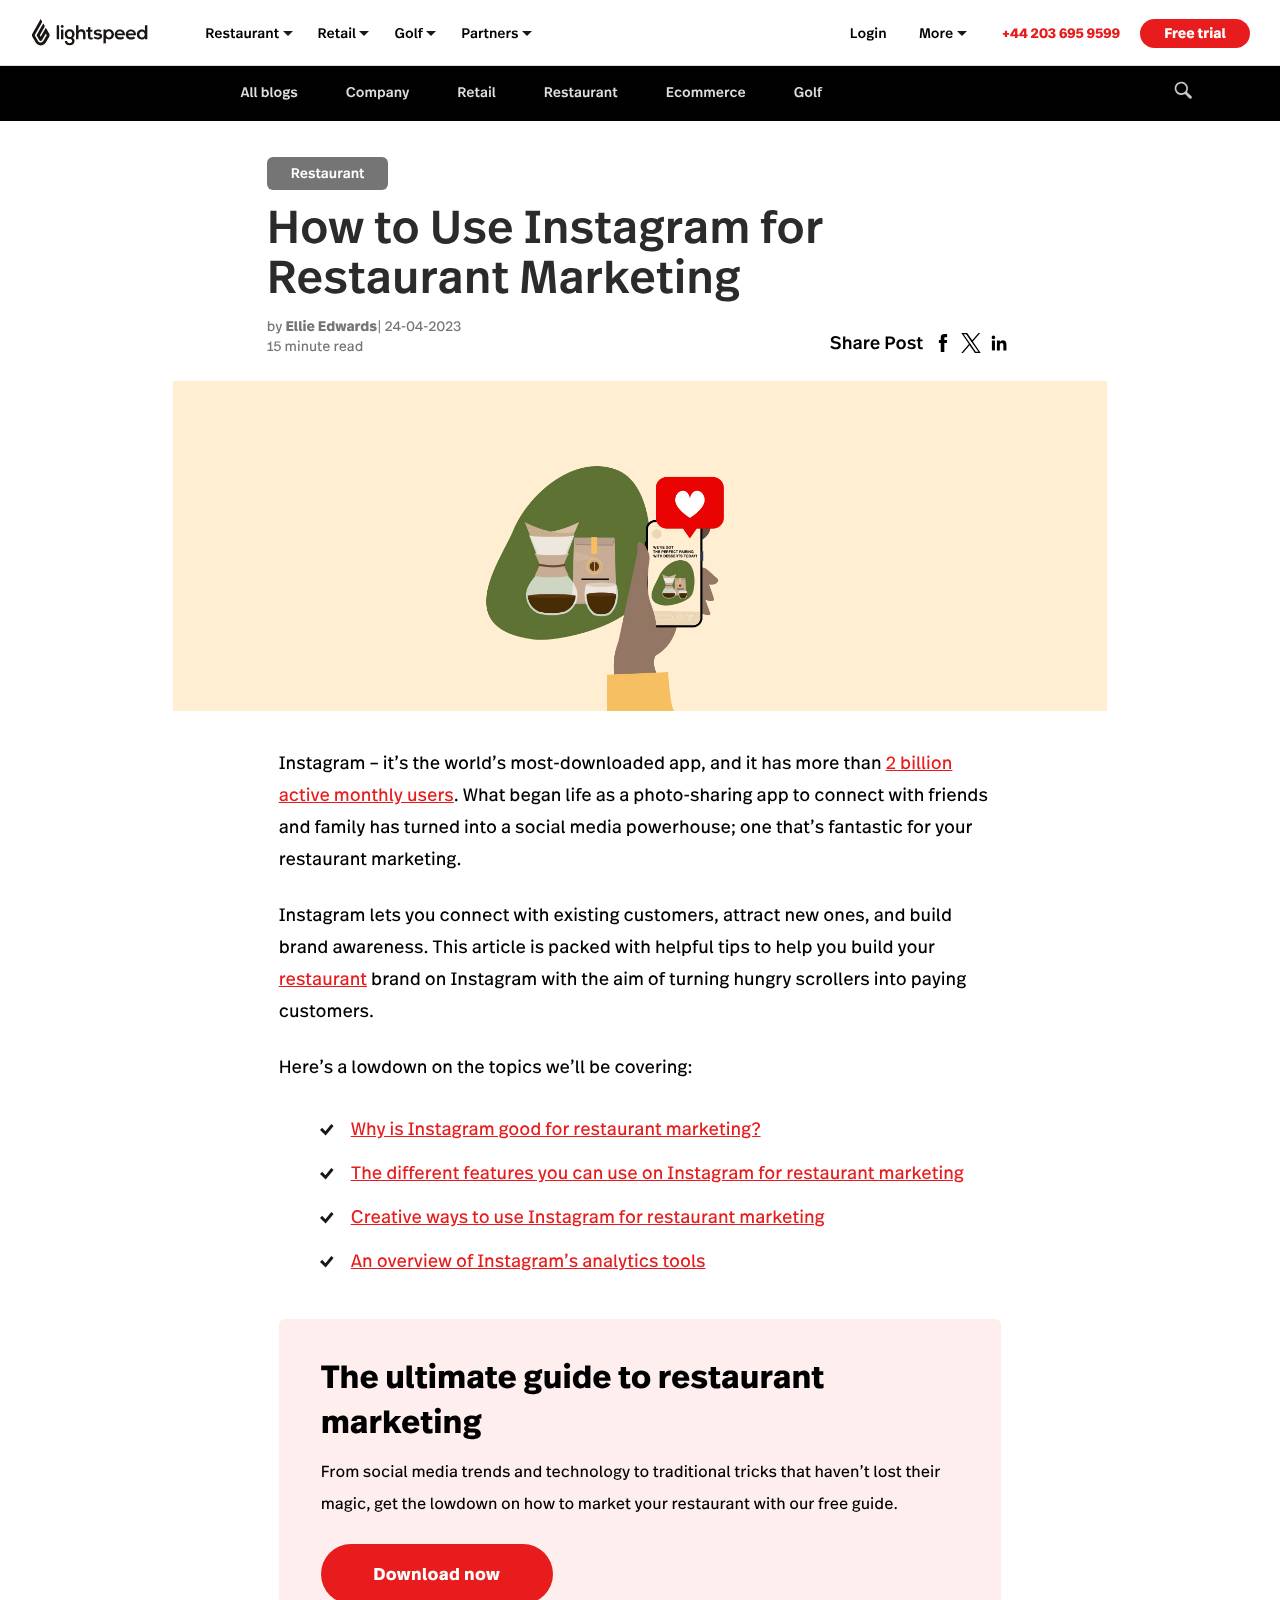 lightspeed
Restaurant Retail Golf Partners Login More +44 203 695 9599 Free trial
All blogs Company Retail Restaurant Ecommerce Golf
Restaurant
How to Use Instagram for
Restaurant Marketing
by Ellie Edwards| 24-04-2023
15 minute read
Share Post
WE'VE GOT
THE PERFECT PAIRING
WITH DESSERTS TODAY!
Instagram – it’s the world’s most-downloaded app, and it has more than 2 billion
active monthly users. What began life as a photo-sharing app to connect with friends
and family has turned into a social media powerhouse; one that’s fantastic for your
restaurant marketing.
Instagram lets you connect with existing customers, attract new ones, and build
brand awareness. This article is packed with helpful tips to help you build your
restaurant brand on Instagram with the aim of turning hungry scrollers into paying
customers.
Here’s a lowdown on the topics we’ll be covering:
Why is Instagram good for restaurant marketing?
The different features you can use on Instagram for restaurant marketing
Creative ways to use Instagram for restaurant marketing
An overview of Instagram’s analytics tools
The ultimate guide to restaurant
marketing
From social media trends and technology to traditional tricks that haven’t lost their
magic, get the lowdown on how to market your restaurant with our free guide.
Download now